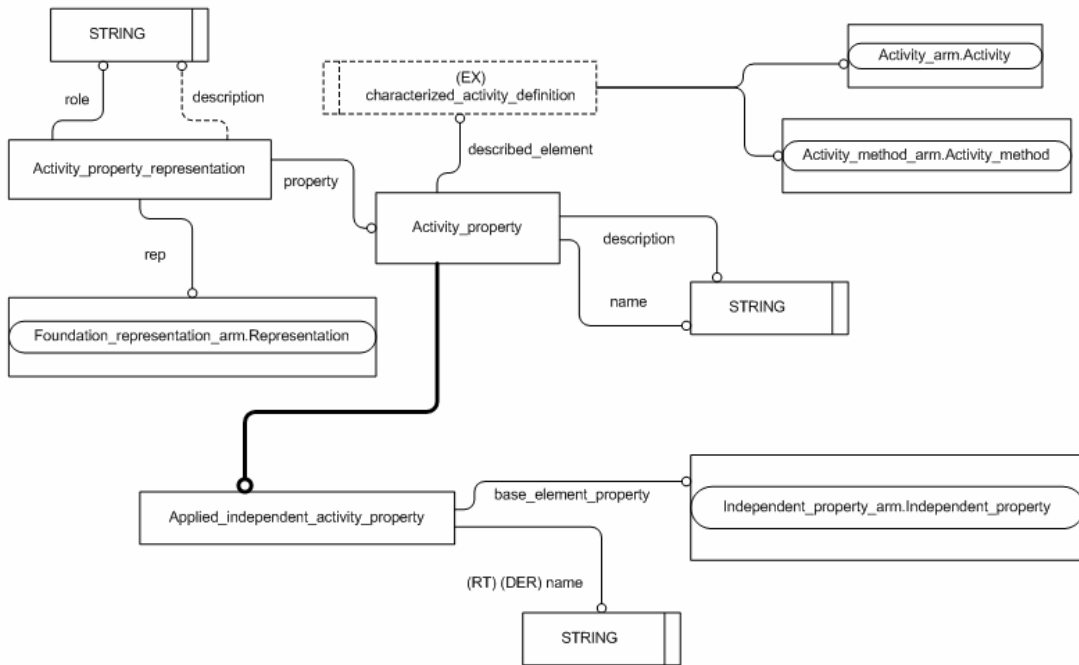 STRING
role
description
(EX)
characterized_activity_definition
Activity_arm.Activity
Activity_method_arm.Activity_method
described_element
Activity_property_representation
property
Activity_property
description
name
STRING
rep
Foundation_representation_arm.Representation
base_element_property
Independent_property_arm.Independent_property
Applied_independent_activity_property
(RT) (DER) name
STRING